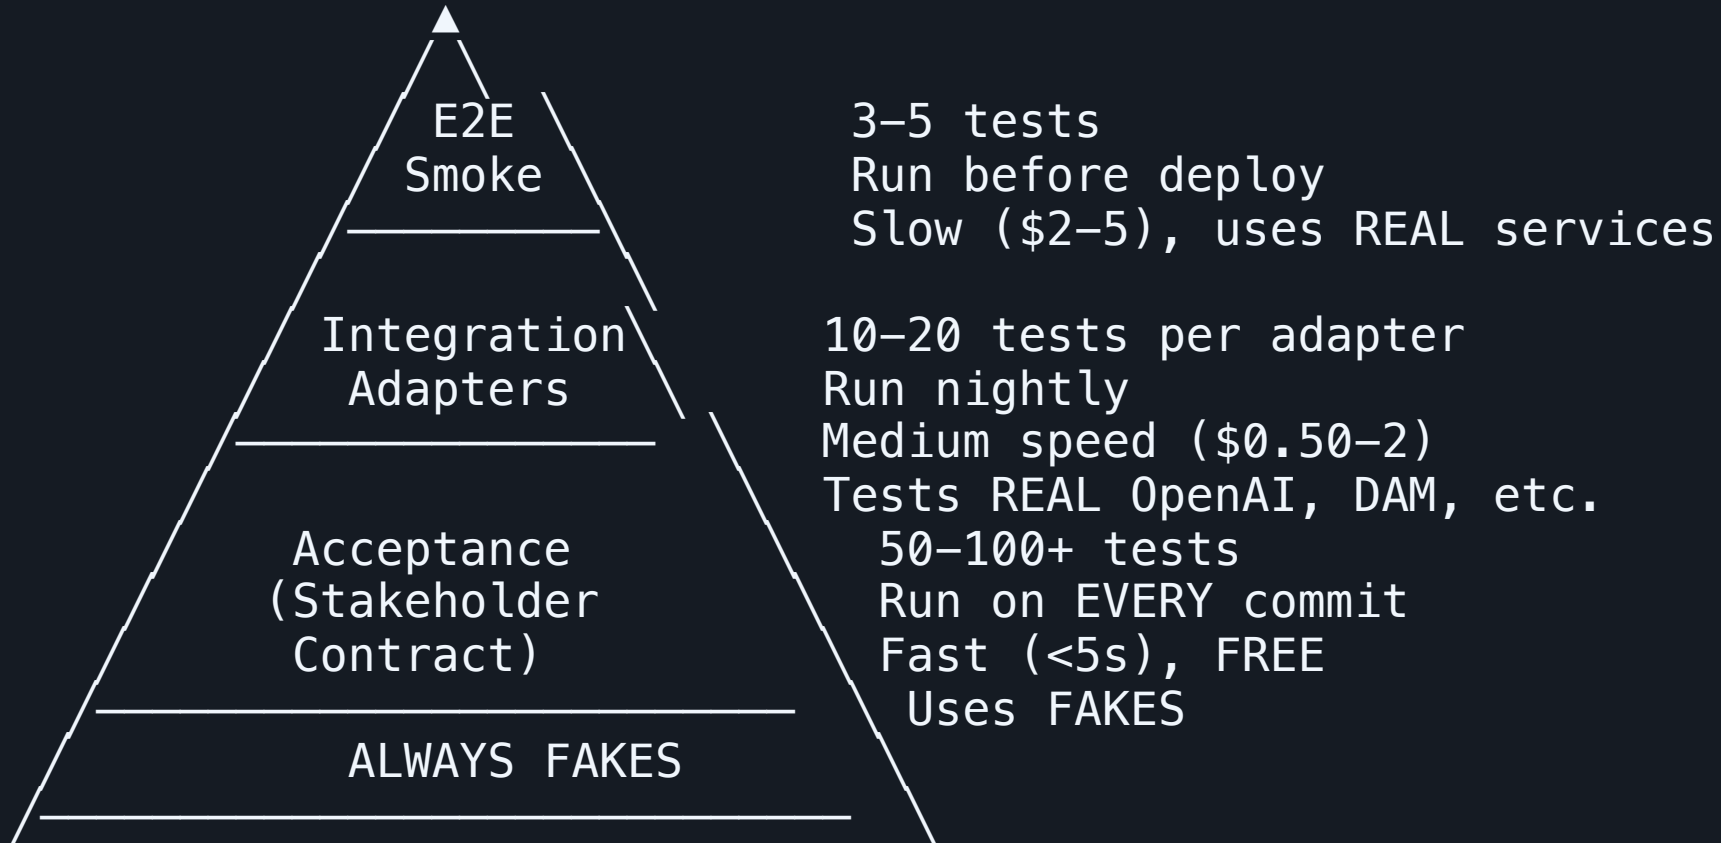 E2E 3–5 tests
Smoke Run before deploy
Slow ($2–5), uses REAL services
Integration 10–20 tests per adapter
Adapters Run nightly
Medium speed ($0.50–2)
Tests REAL OpenAI, DAM, etc.
Acceptance 50–100+ tests
(Stakeholder Run on EVERY commit
Contract) Fast (<5s), FREE
Uses FAKES
ALWAYS FAKES